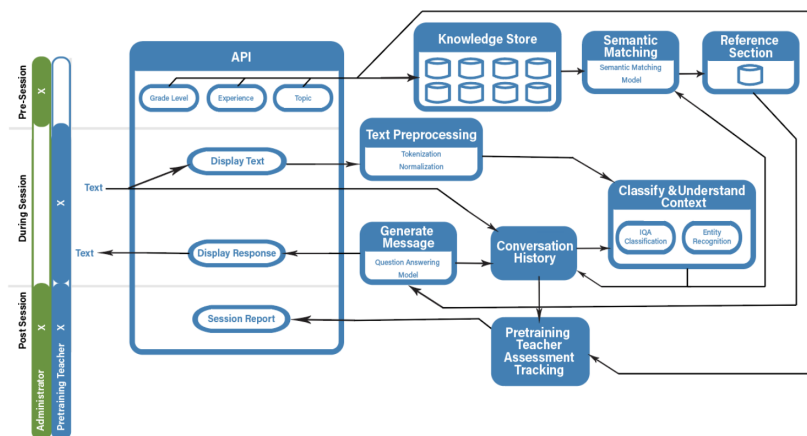 API
Grade Level
Experience
Topic
Knowledge Store
Semantic
Matching
Semantic Matching
Model
Reference
Section
Pre-Session
X
Text Preprocessing
Tokenization
Normalization
Display Text
Text
Classify &Understand
Context
IQA
Classification
Entity
Recognition
During Session
X
Generate
Message
Question Answering
Model
Conversation
History
Text
Display Response
Post Session
X
X
Session Report
Pretraining
Teacher
Assessment
Tracking
Administrator
Pretraining Teacher